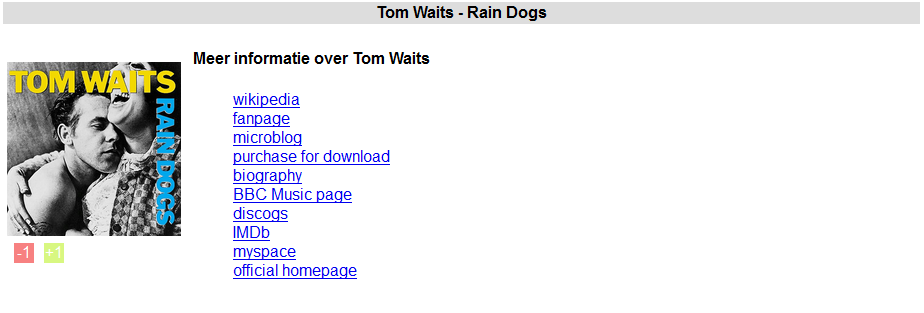 Tom Waits - Rain Dogs
Meer informatie over Tom Waits
TOM WAITS
RAIN DOGS
wikipedia
fanpage
microblog
purchase for download
biography
BBC Music page
discogs
IMDb
myspace
official homepage
-1 +1